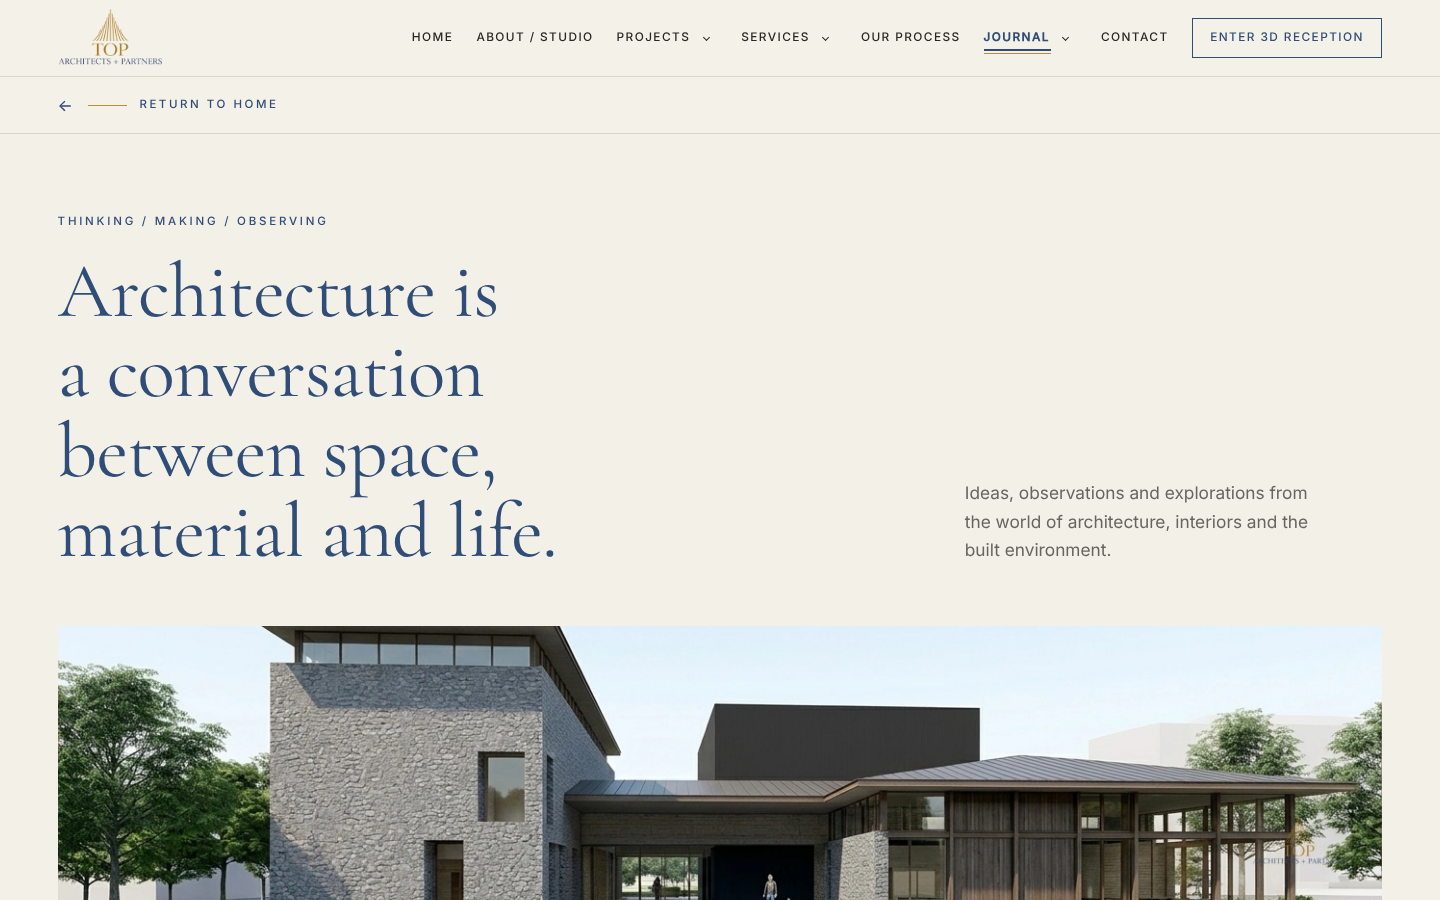 TOP
ARCHITECTS + PARTNERS
HOME
ABOUT / STUDIO
PROJECTS
SERVICES
OUR PROCESS
JOURNAL
CONTACT
ENTER 3D RECEPTION
RETURN TO HOME
THINKING / MAKING / OBSERVING
Architecture is
a conversation
between space,
material and life.
Ideas, observations and explorations from
the world of architecture, interiors and the
built environment.